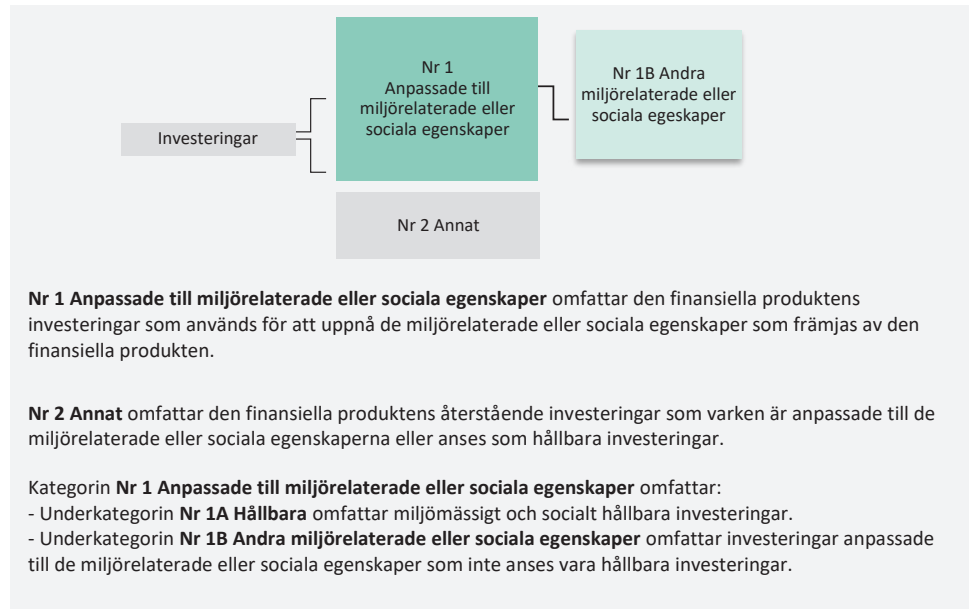 Nr 1
Anpassade till
miljörelaterade eller
sociala egenskaper
Nr 1B Andra
miljörelaterade eller
sociala egeskaper
Investeringar
Nr 2 Annat
Nr 1 Anpassade till miljörelaterade eller sociala egenskaper omfattar den finansiella produktens
investeringar som används för att uppnå de miljörelaterade eller sociala egenskaper som främjas av den
finansiella produkten.
Nr 2 Annat omfattar den finansiella produktens återstående investeringar som varken är anpassade till de
miljörelaterade eller sociala egenskaperna eller anses som hållbara investeringar.
Kategorin Nr 1 Anpassade till miljörelaterade eller sociala egenskaper omfattar:
- Underkategorin Nr 1A Hållbara omfattar miljömässigt och socialt hållbara investeringar.
- Underkategorin Nr 1B Andra miljörelaterade eller sociala egenskaper omfattar investeringar anpassade
till de miljörelaterade eller sociala egenskaper som inte anses vara hållbara investeringar.